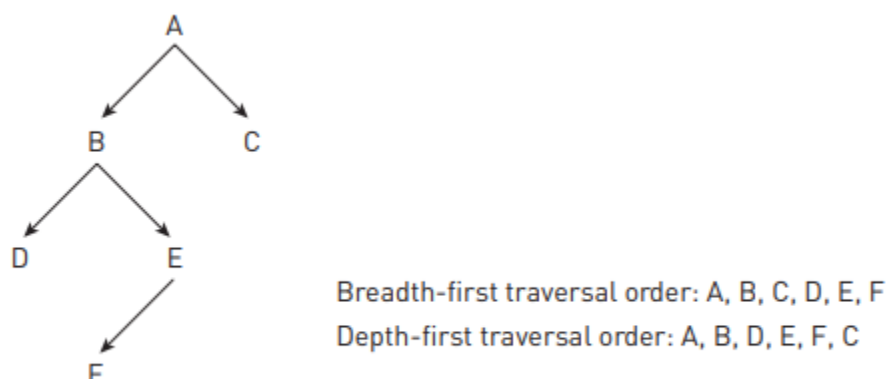 A
B C
D E
Breadth-first traversal order: A, B, C, D, E, F
Depth-first traversal order: A, B, D, E, F, C
F